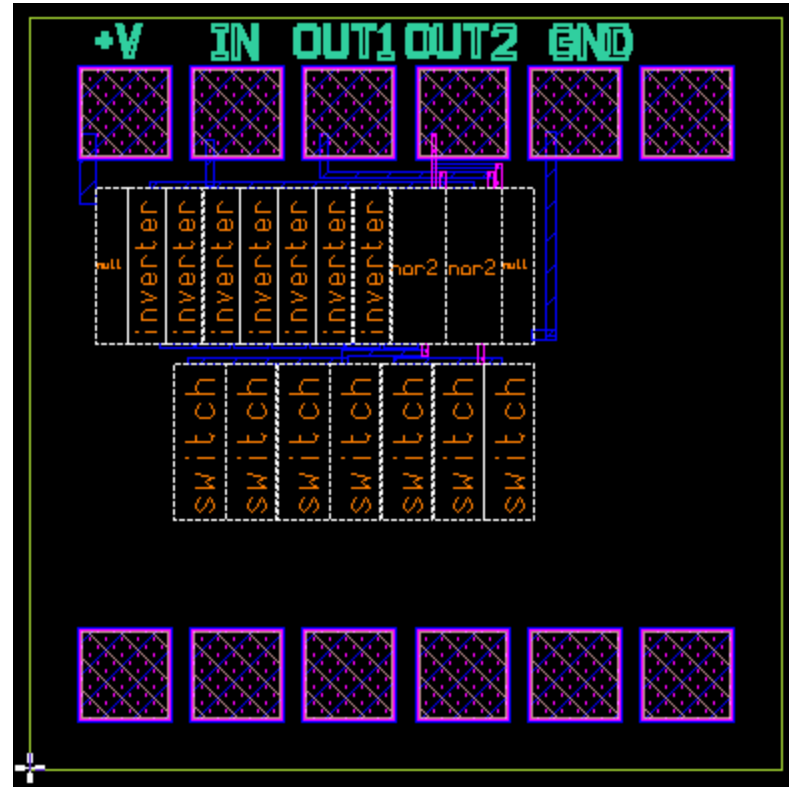 +V IN OUT1 OUT2 GND
null inverter inverter inverter inverter inverter inverter inverter nor2 nor2 null
switch switch switch switch switch switch switch